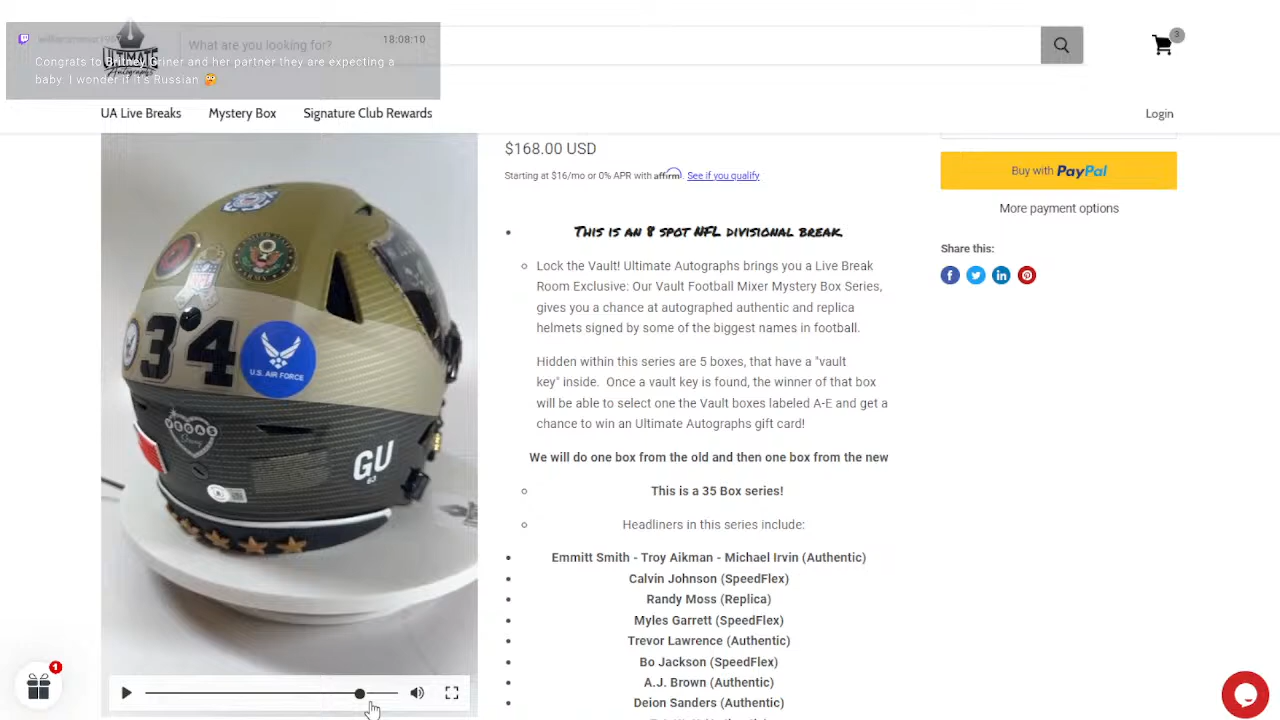 williamsnewar1987
18:08:10
Congrats to Britney Griner and her partner they are expecting a
baby. I wonder if it's Russian 🤔
ULTIMATE
What are you looking for?
3
UA Live Breaks Mystery Box Signature Club Rewards
Login
$168.00 USD
Starting at $16/mo or 0% APR with affirm. See if you qualify
Buy with PayPal
More payment options
Share this:
THIS IS AN 8 SPOT NFL DIVISIONAL BREAK.
Lock the Vault! Ultimate Autographs brings you a Live Break
Room Exclusive: Our Vault Football Mixer Mystery Box Series,
gives you a chance at autographed authentic and replica
helmets signed by some of the biggest names in football.
Hidden within this series are 5 boxes, that have a "vault
key" inside. Once a vault key is found, the winner of that box
will be able to select one the Vault boxes labeled A-E and get a
chance to win an Ultimate Autographs gift card!
We will do one box from the old and then one box from the new
This is a 35 Box series!
Headliners in this series include:
Emmitt Smith - Troy Aikman - Michael Irvin (Authentic)
Calvin Johnson (SpeedFlex)
Randy Moss (Replica)
Myles Garrett (SpeedFlex)
Trevor Lawrence (Authentic)
Bo Jackson (SpeedFlex)
A.J. Brown (Authentic)
Deion Sanders (Authentic)
NFL
34
U.S. AIR FORCE
VEGAS
GU
63
1